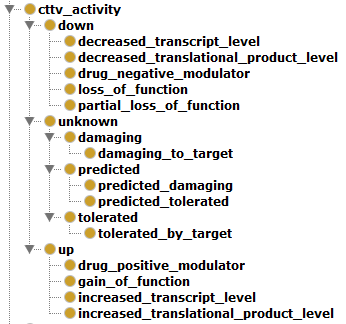 cttv_activity
down
decreased_transcript_level
decreased_translational_product_level
drug_negative_modulator
loss_of_function
partial_loss_of_function
unknown
damaging
damaging_to_target
predicted
predicted_damaging
predicted_tolerated
tolerated
tolerated_by_target
up
drug_positive_modulator
gain_of_function
increased_transcript_level
increased_translational_product_level